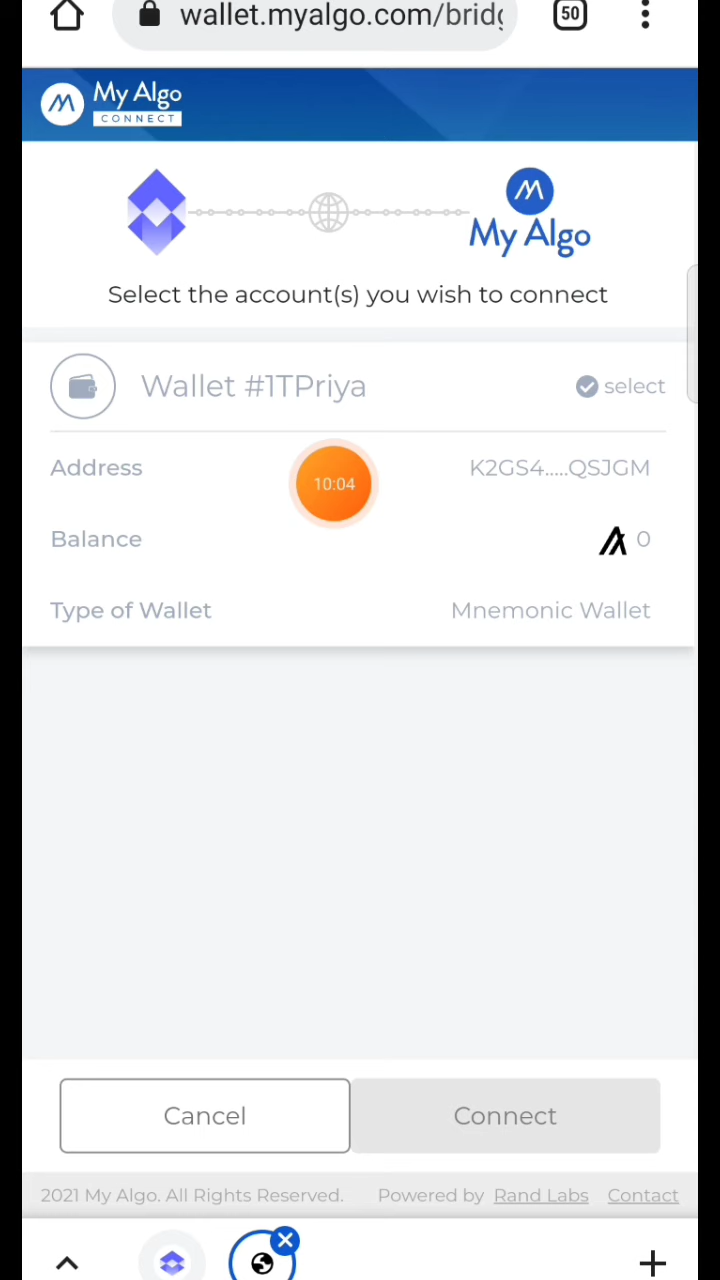 wallet.myalgo.com/bridg
50
My Algo
CONNECT
My Algo
Select the account(s) you wish to connect
Wallet #1TPriya
select
Address
10:04
K2GS4.....QSJGM
Balance
0
Type of Wallet
Mnemonic Wallet
Cancel
Connect
2021 My Algo. All Rights Reserved.
Powered by Rand Labs
Contact